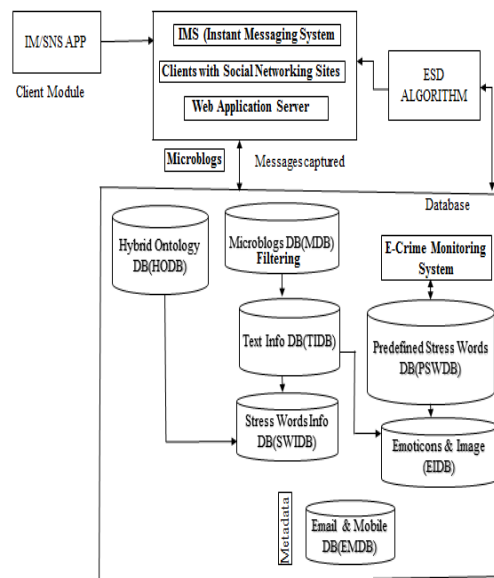 IM/SNS APP
Client Module
IMS (Instant Messaging System
Clients with Social Networking Sites
Web Application Server
ESD
ALGORITHM
Microblogs
Messages captured
Database
Hybrid Ontology
DB(HODB)
Microblogs DB(MDB)
Filtering
E-Crime Monitoring
System
Text Info DB(TIDB)
Predefined Stress Words
DB(PSWDB)
Stress Words Info
DB(SWIDB)
Emoticons & Image
(EIDB)
Metadata
Email & Mobile
DB(EMDB)